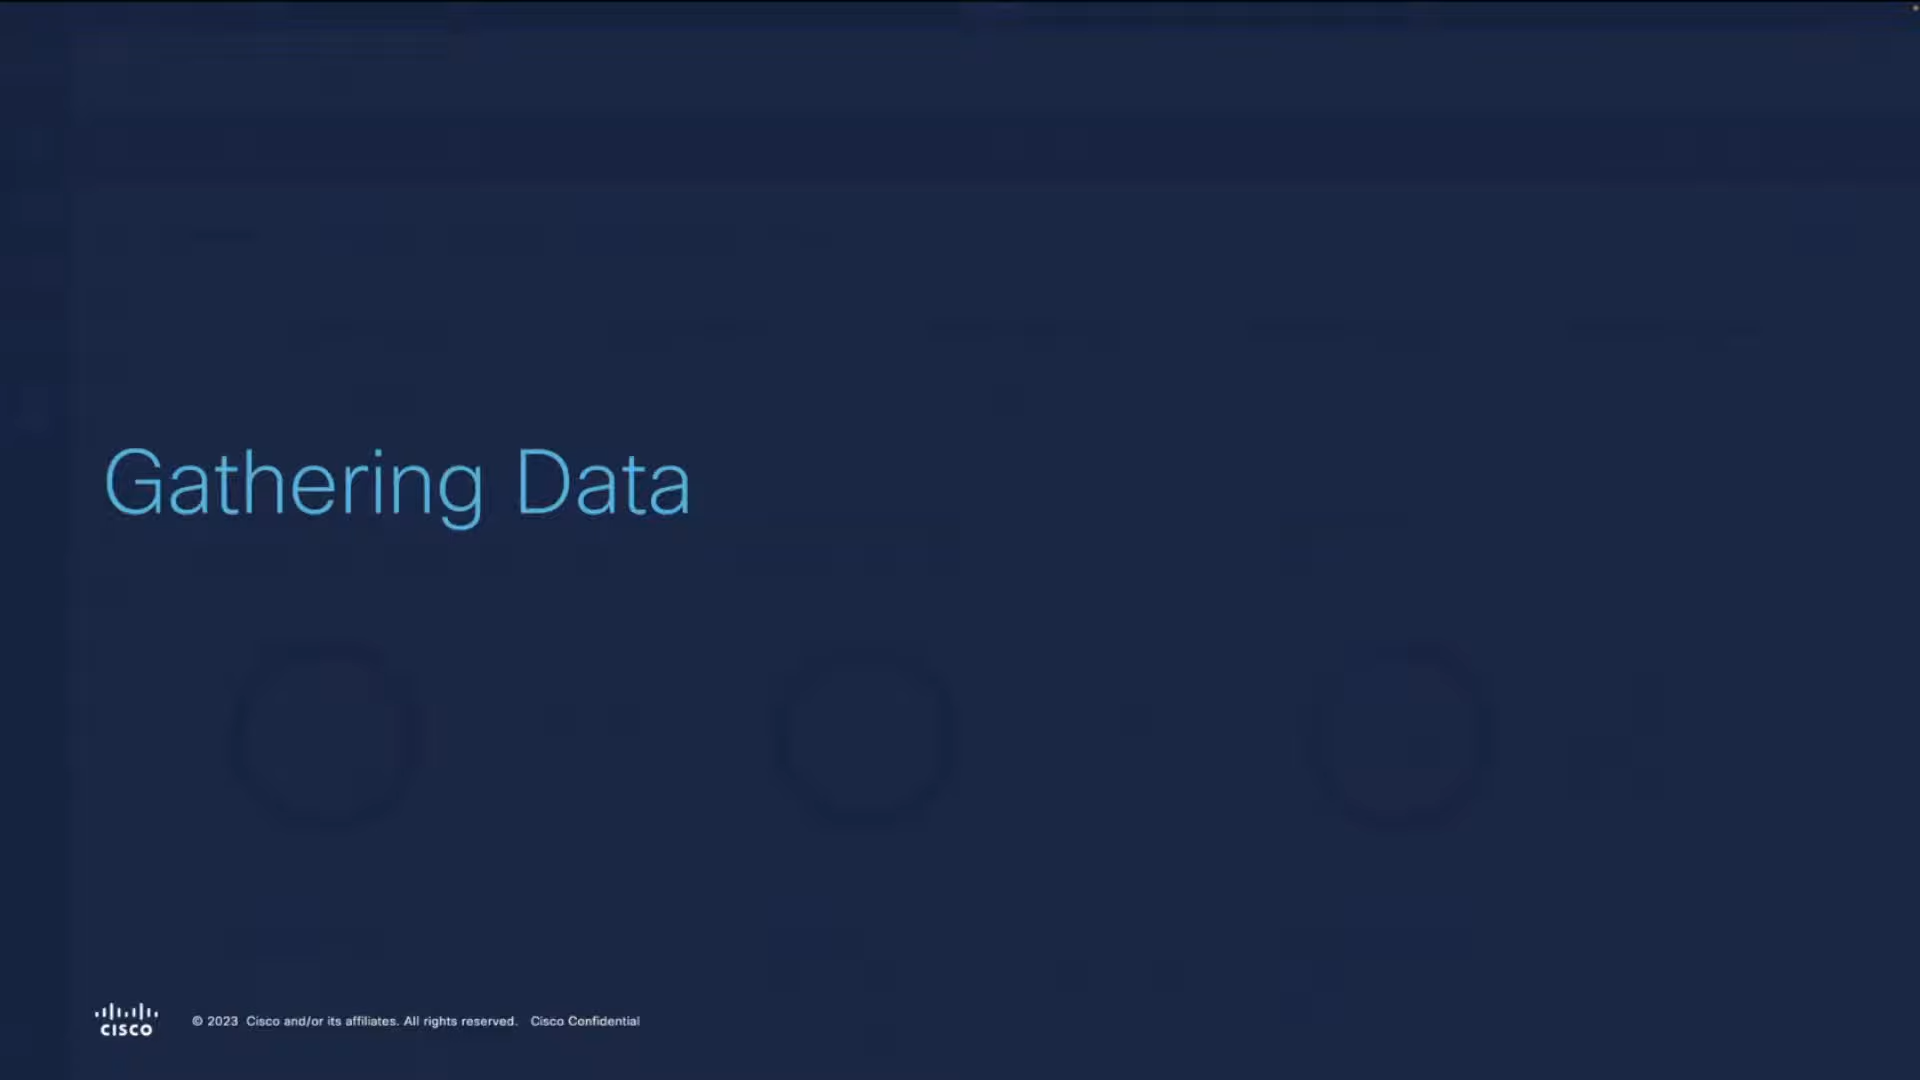 Gathering Data
CISCO
© 2023 Cisco and/or its affiliates. All rights reserved. Cisco Confidential